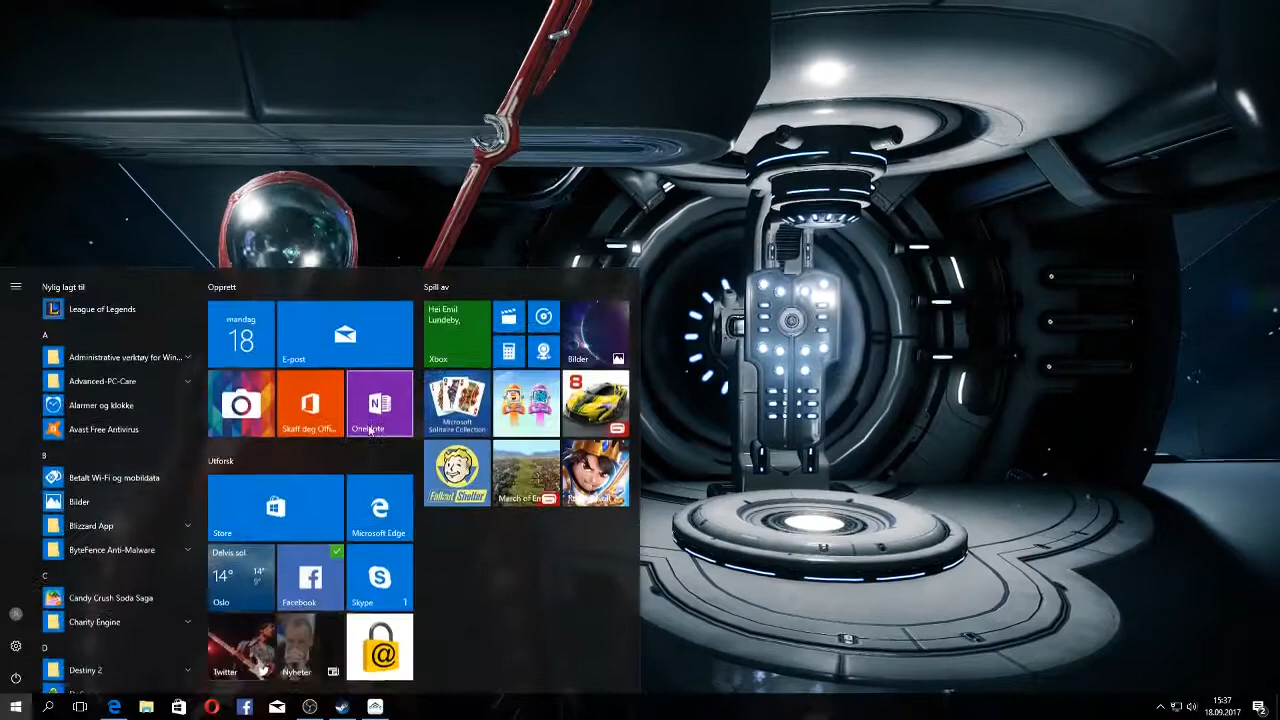 Nylig lagt til
League of Legends
A
Administrative verktøy for Win...
Advanced-PC-Care
Alarmer og klokke
Avast Free Antivirus
B
Betalt Wi-Fi og mobildata
Bilder
Blizzard App
ByteFence Anti-Malware
C
Candy Crush Soda Saga
Charity Engine
D
Destiny 2
Opprett
mandag
18
E-post
Skaff deg Offi...
OneNote
Utforsk
Store
Microsoft Edge
Delvis sol.
14°
14°
9°
Oslo
Facebook
Skype
1
Twitter
Nyheter
Spill av
Hei Emil
Lundeby,
Xbox
Bilder
Microsoft
Solitaire Collection
8
Fallout Shelter
March of Em
15:37
18.09.2017
2